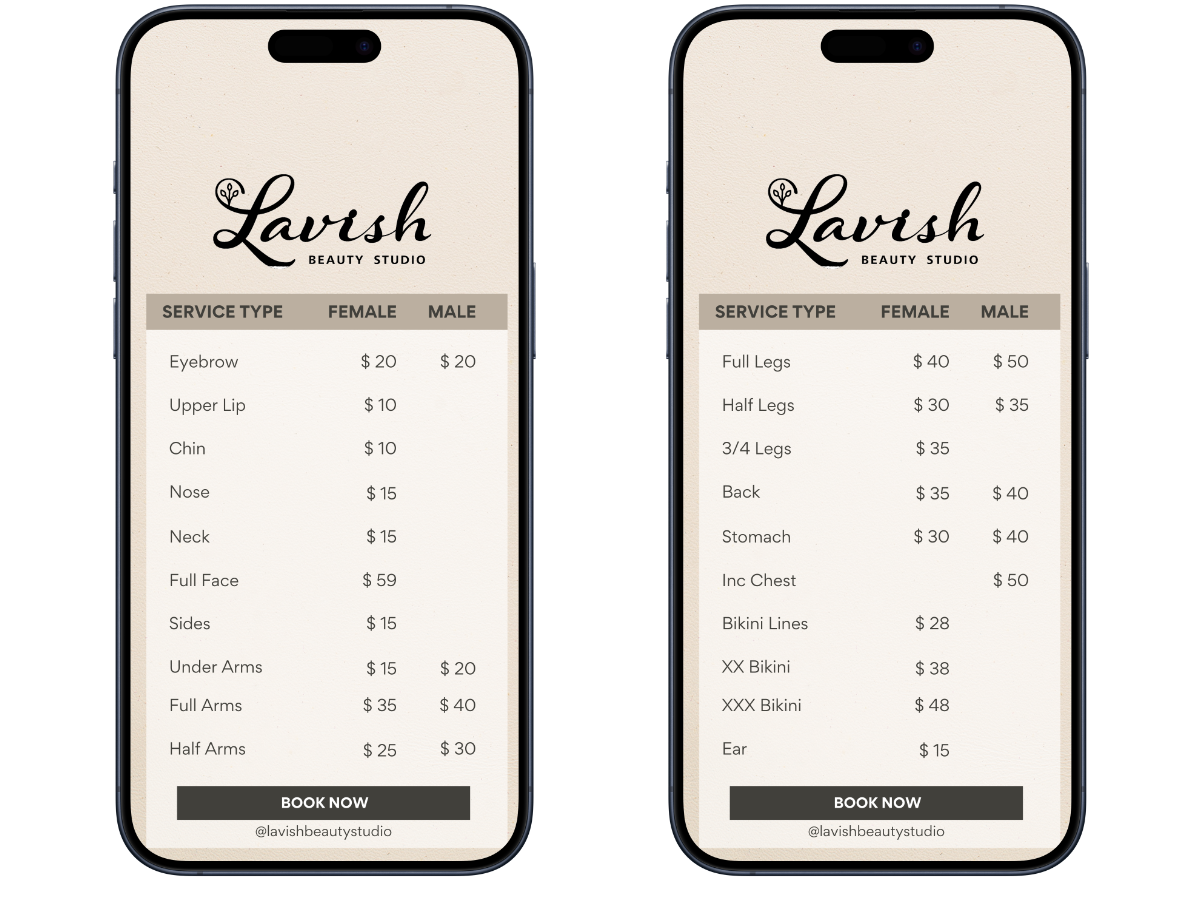 Lavish
BEAUTY STUDIO
SERVICE TYPE FEMALE MALE
Eyebrow $ 20 $ 20
Upper Lip $ 10
Chin $ 10
Nose $ 15
Neck $ 15
Full Face $ 59
Sides $ 15
Under Arms $ 15 $ 20
Full Arms $ 35 $ 40
Half Arms $ 25 $ 30
BOOK NOW
@lavishbeautystudio
Lavish
BEAUTY STUDIO
SERVICE TYPE FEMALE MALE
Full Legs $ 40 $ 50
Half Legs $ 30 $ 35
3/4 Legs $ 35
Back $ 35 $ 40
Stomach $ 30 $ 40
Inc Chest $ 50
Bikini Lines $ 28
XX Bikini $ 38
XXX Bikini $ 48
Ear $ 15
BOOK NOW
@lavishbeautystudio